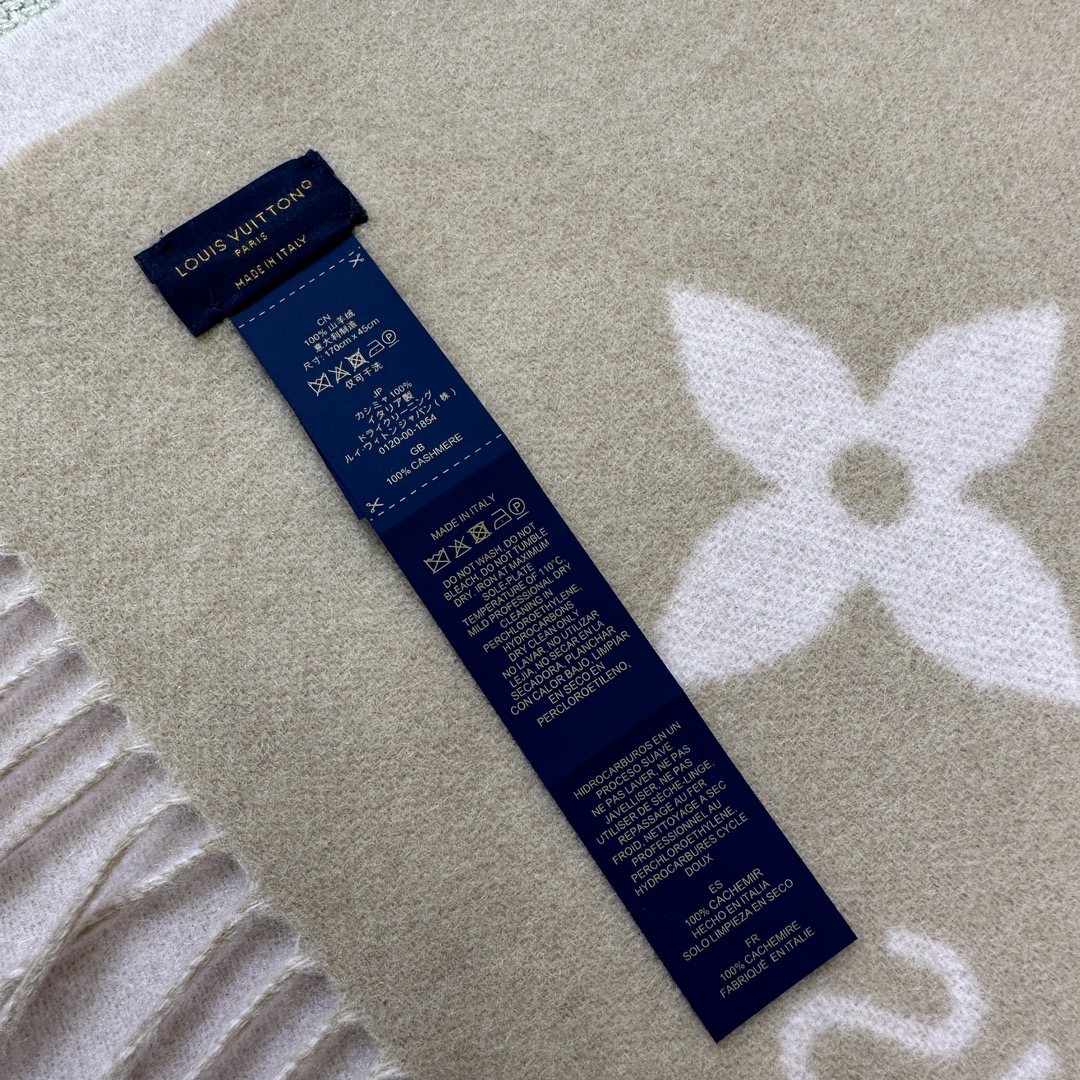 LOUIS VUITTON
PARIS
MADE IN ITALY
CN
100% 山羊绒
意大利制造
尺寸:170cm x 45cm
仅可干洗
JP
カシミヤ 100%
イタリア製
ドライクリーニング
ルイ・ヴィトンジャパン(株)
0120-00-1854
GB
100% CASHMERE
MADE IN ITALY
DO NOT WASH, DO NOT
BLEACH, DO NOT TUMBLE
DRY, IRON AT MAXIMUM
SOLE-PLATE
TEMPERATURE OF 110°C,
MILD PROFESSIONAL DRY
CLEANING IN
PERCHLOROETHYLENE,
HYDROCARBONS
DRY CLEAN ONLY
NO LAVAR, NO UTILIZAR
LEJIA, NO SECAR EN LA
SECADORA, PLANCHAR
CON CALOR BAJO, LIMPIAR
EN SECO EN
PERCLOROETILENO,
HIDROCARBUROS EN UN
PROCESO SUAVE
NE PAS LAVER, NE PAS
JAVELLISER, NE PAS
UTILISER DE SÈCHE-LINGE,
REPASSAGE AU FER
FROID, NETTOYAGE A SEC
PROFESSIONNEL AU
PERCHLOROETHYLENE,
HYDROCARBURES CYCLE
DOUX
ES
100% CACHEMIR
HECHO EN ITALIA
SOLO LIMPIEZA EN SECO
FR
100% CACHEMIRE
FABRIQUÉ EN ITALIE